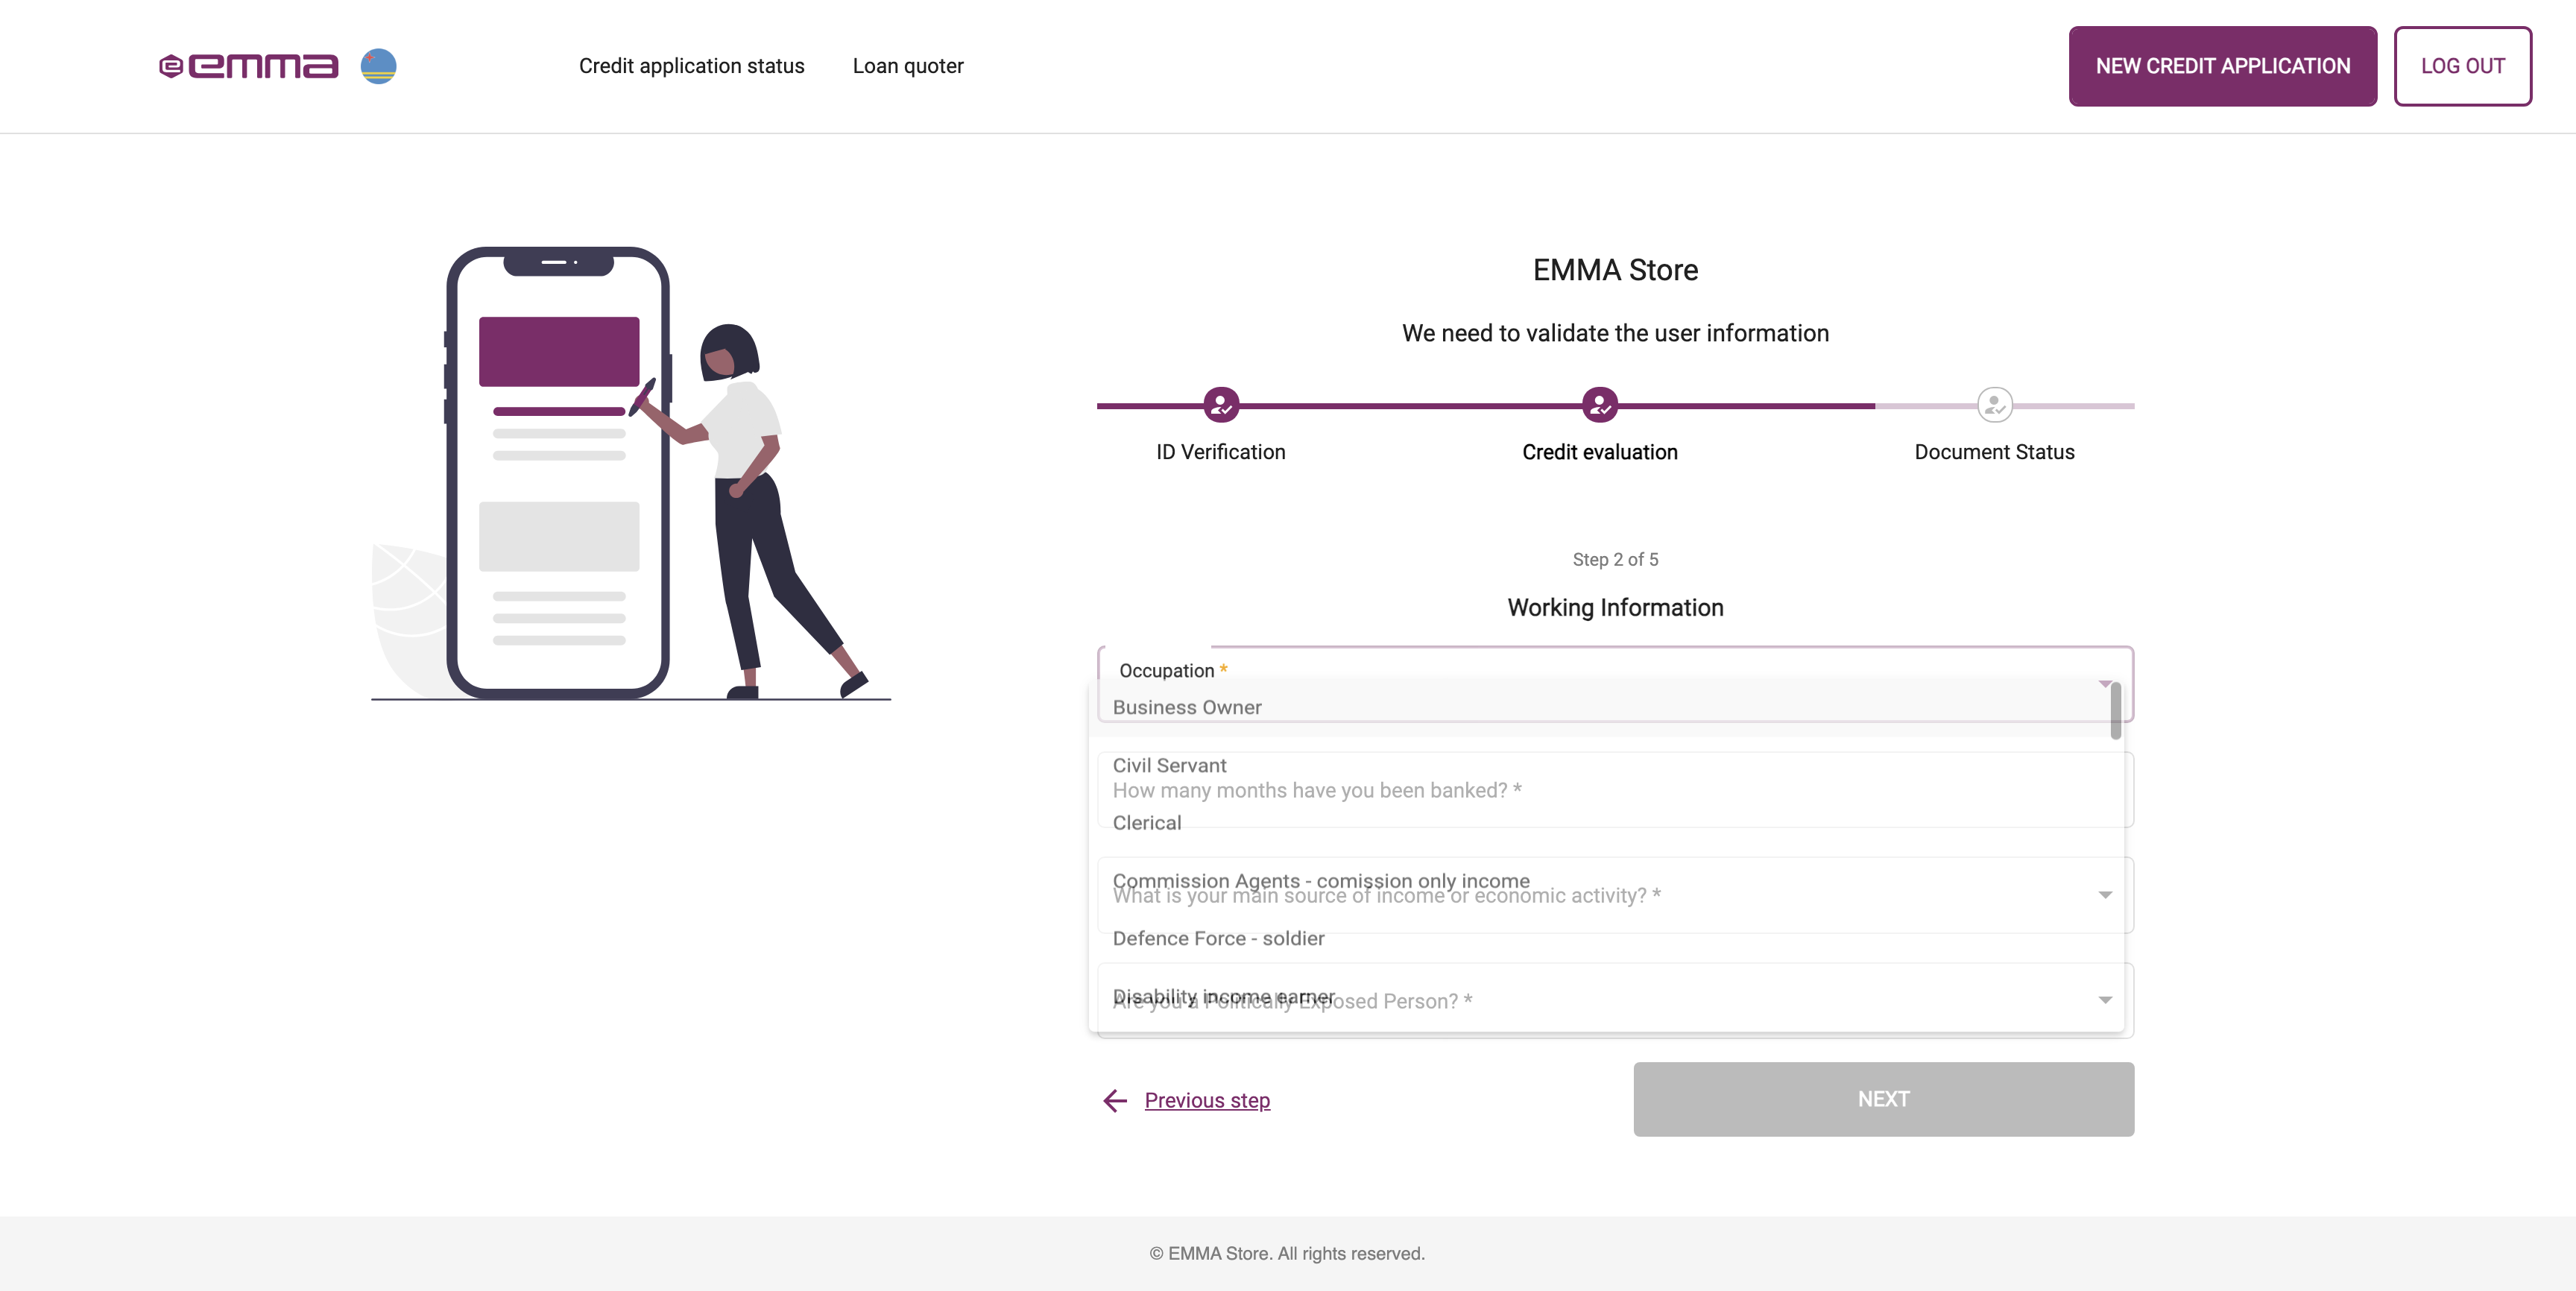 emma
Credit application status
Loan quoter
NEW CREDIT APPLICATION
LOG OUT
EMMA Store
We need to validate the user information
ID Verification
Credit evaluation
Document Status
Step 2 of 5
Working Information
Occupation *
Business Owner
Civil Servant
How many months have you been banked? *
Clerical
Commission Agents - comission only income
What is your main source of income or economic activity? *
Defence Force - soldier
Disability income earner
Are you a Politically Exposed Person? *
Previous step
NEXT
© EMMA Store. All rights reserved.